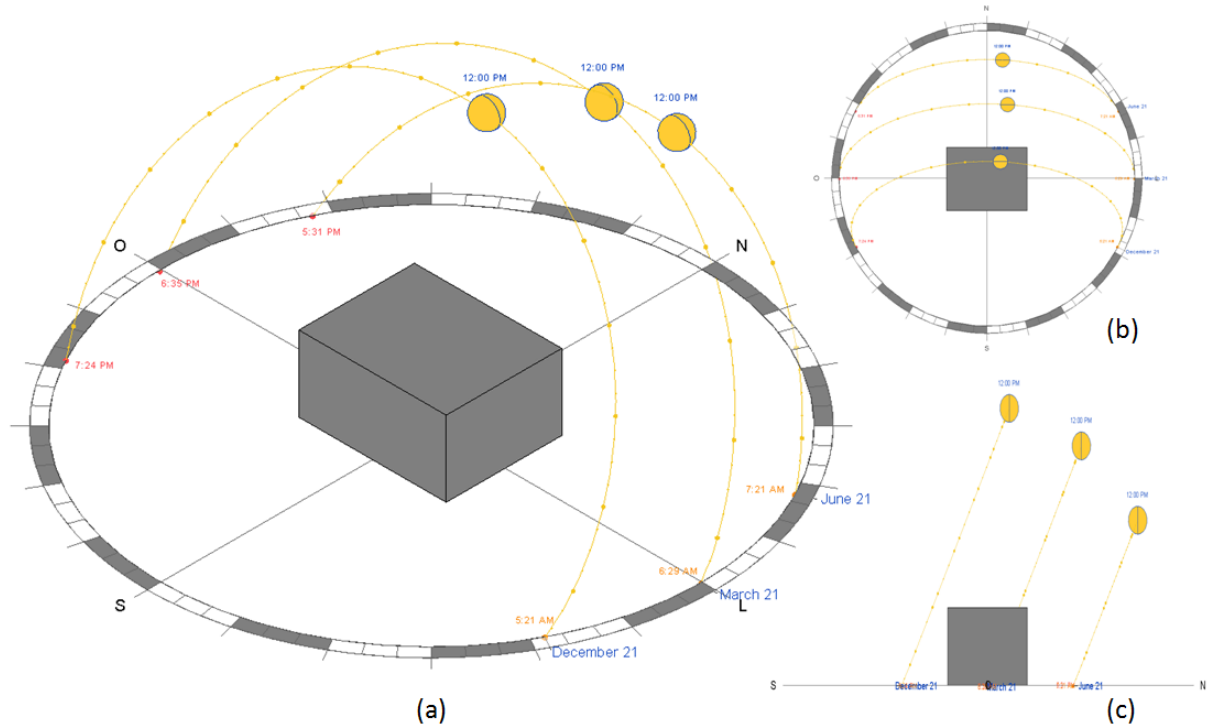 12:00 PM
12:00 PM
12:00 PM
O
N
5:31 PM
6:35 PM
7:24 PM
7:21 AM
June 21
6:29 AM
March 21
S
L
5:21 AM
December 21
(a)
N
12:00 PM
12:00 PM
June 21
O
March 21
December 21
S
(b)
12:00 PM
12:00 PM
12:00 PM
S
December 21
March 21
June 21
N
(c)